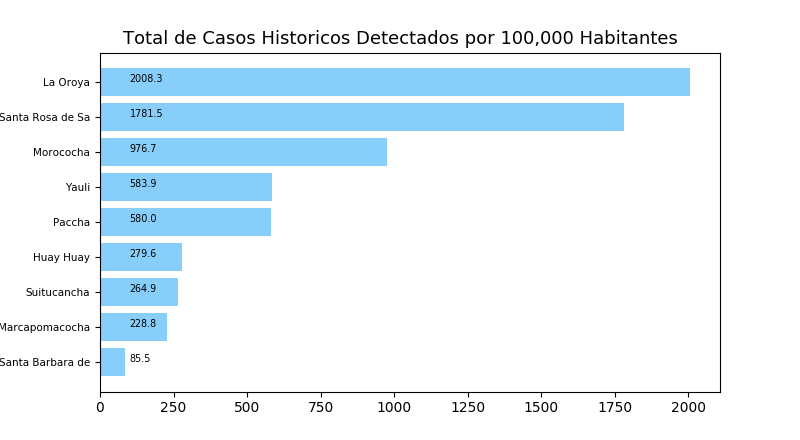 Total de Casos Historicos Detectados por 100,000 Habitantes
La Oroya 2008.3
Santa Rosa de Sa 1781.5
Morococha 976.7
Yauli 583.9
Paccha 580.0
Huay Huay 279.6
Suitucancha 264.9
Marcapomacocha 228.8
Santa Barbara de 85.5
0 250 500 750 1000 1250 1500 1750 2000